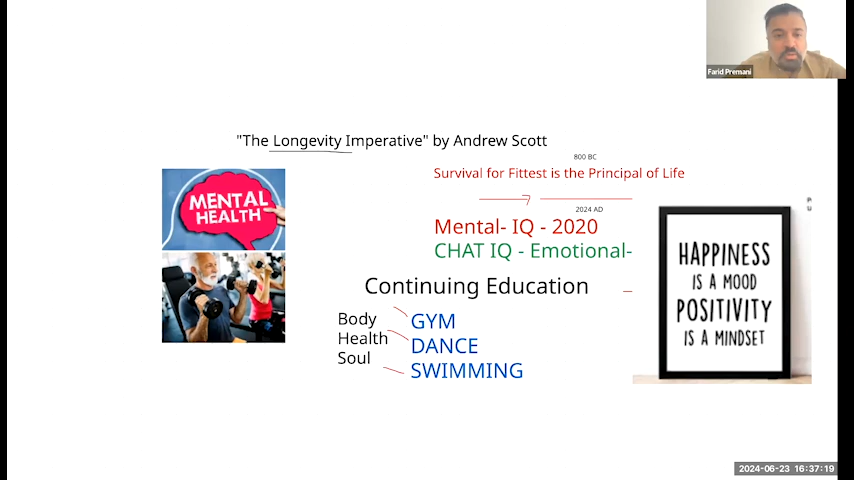 Farid Premani
"The Longevity Imperative" by Andrew Scott
800 BC
Survival for Fittest is the Principal of Life
2024 AD
Mental- IQ - 2020
CHAT IQ - Emotional-
Continuing Education
Body
Health
Soul
GYM
DANCE
SWIMMING
MENTAL
HEALTH
HAPPINESS
IS A MOOD
POSITIVITY
IS A MINDSET
2024-06-23 16:37:19